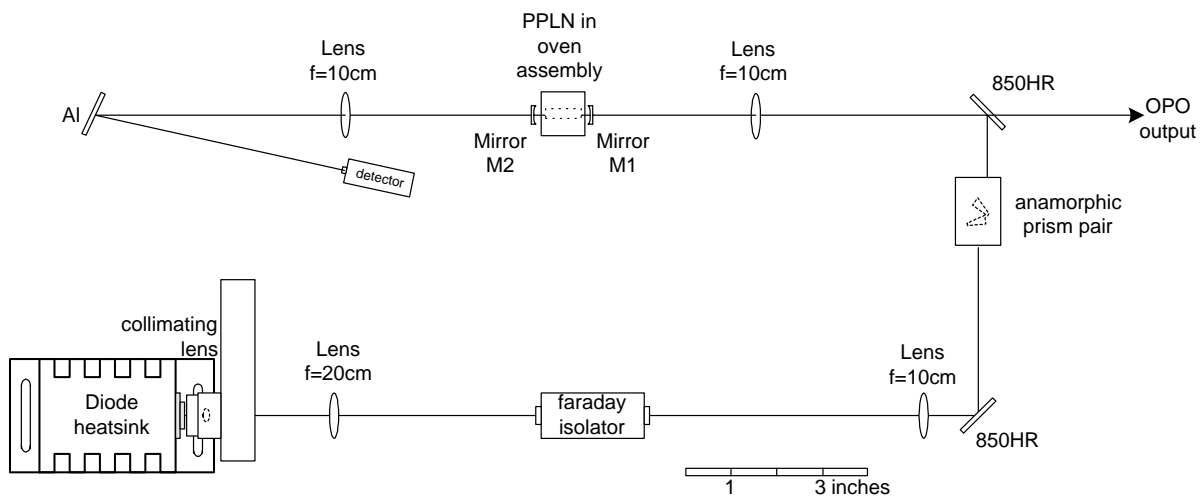 PPLN in
oven
assembly
Lens
f=10cm
Lens
f=10cm
850HR
Al
OPO
output
Mirror
M2
Mirror
M1
detector
anamorphic
prism pair
collimating
lens
Lens
f=20cm
Lens
f=10cm
Diode
heatsink
faraday
isolator
850HR
1
3 inches